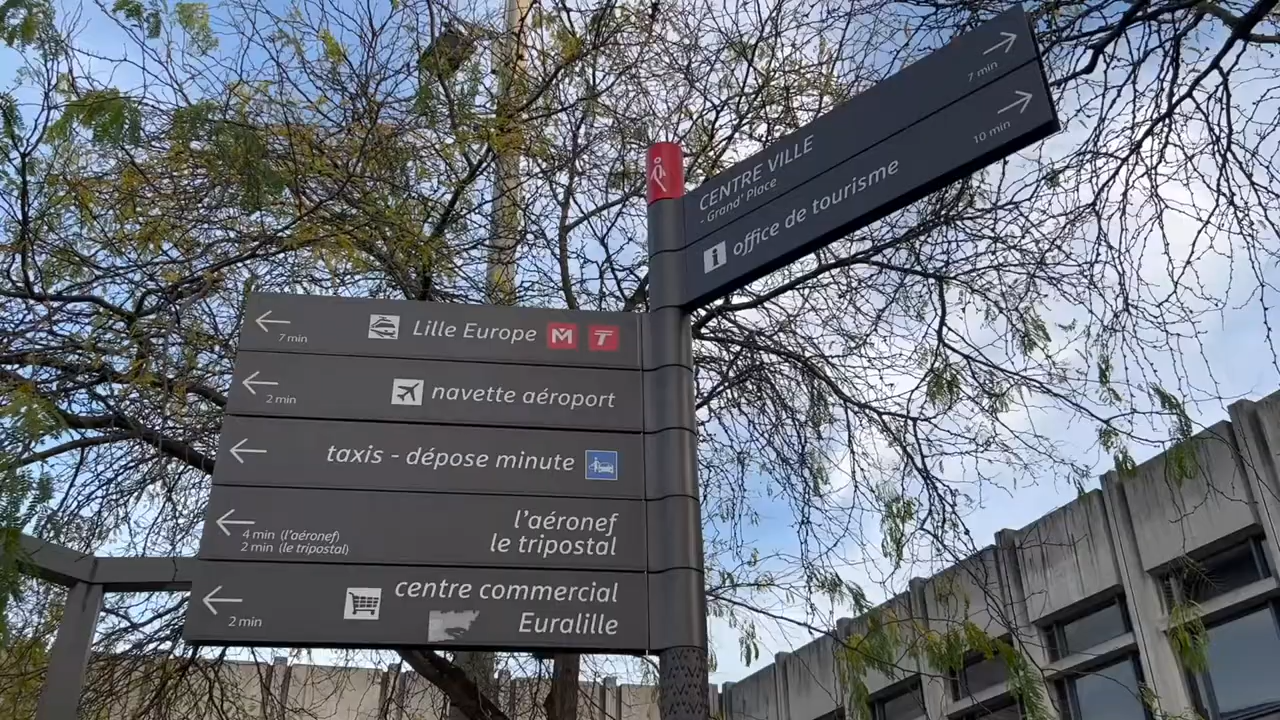 7 min
CENTRE VILLE
- Grand' Place
10 min
i office de tourisme
7 min Lille Europe M T
2 min navette aéroport
taxis - dépose minute
4 min (l'aéronef) l'aéronef
2 min (le tripostal) le tripostal
centre commercial
2 min Euralille